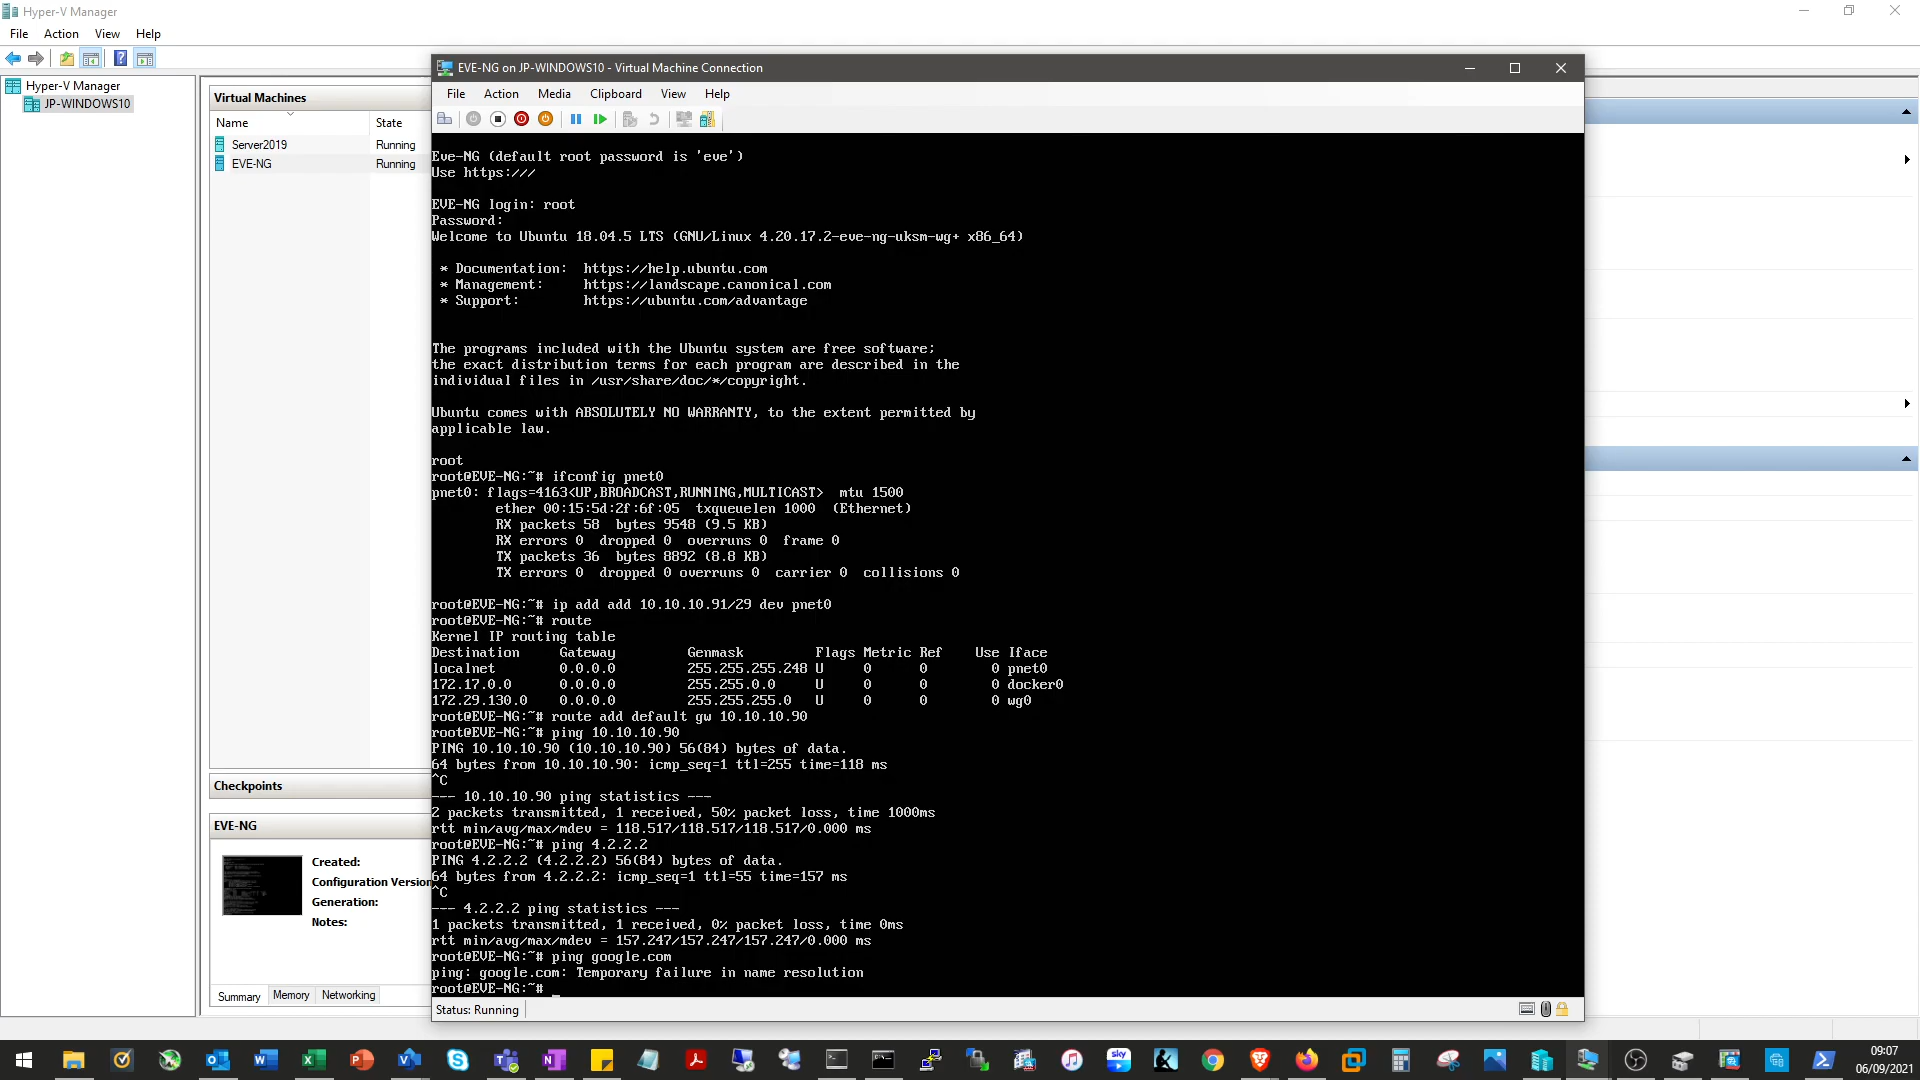 Hyper-V Manager
File Action View Help
Hyper-V Manager
JP-WINDOWS10
Virtual Machines
Name State
Server2019 Running
EVE-NG Running
Checkpoints
EVE-NG
Created:
Configuration Version
Generation:
Notes:
Summary Memory Networking
EVE-NG on JP-WINDOWS10 - Virtual Machine Connection
File Action Media Clipboard View Help
Eve-NG (default root password is 'eve')
Use https:///
EVE-NG login: root
Password:
Welcome to Ubuntu 18.04.5 LTS (GNU/Linux 4.20.17.2-eve-ng-uksm-wg+ x86_64)
* Documentation: https://help.ubuntu.com
* Management: https://landscape.canonical.com
* Support: https://ubuntu.com/advantage
The programs included with the Ubuntu system are free software;
the exact distribution terms for each program are described in the
individual files in /usr/share/doc/*/copyright.
Ubuntu comes with ABSOLUTELY NO WARRANTY, to the extent permitted by
applicable law.
root
root@EVE-NG:~# ifconfig pnet0
pnet0: flags=4163<UP,BROADCAST,RUNNING,MULTICAST> mtu 1500
ether 00:15:5d:2f:6f:05 txqueuelen 1000 (Ethernet)
RX packets 58 bytes 9548 (9.5 KB)
RX errors 0 dropped 0 overruns 0 frame 0
TX packets 36 bytes 8892 (8.8 KB)
TX errors 0 dropped 0 overruns 0 carrier 0 collisions 0
root@EVE-NG:~# ip add add 10.10.10.91/29 dev pnet0
root@EVE-NG:~# route
Kernel IP routing table
Destination Gateway Genmask Flags Metric Ref Use Iface
localnet 0.0.0.0 255.255.255.248 U 0 0 0 pnet0
172.17.0.0 0.0.0.0 255.255.0.0 U 0 0 0 docker0
172.29.130.0 0.0.0.0 255.255.255.0 U 0 0 0 wg0
root@EVE-NG:~# route add default gw 10.10.10.90
root@EVE-NG:~# ping 10.10.10.90
PING 10.10.10.90 (10.10.10.90) 56(84) bytes of data.
64 bytes from 10.10.10.90: icmp_seq=1 ttl=255 time=118 ms
^C
--- 10.10.10.90 ping statistics ---
2 packets transmitted, 1 received, 50% packet loss, time 1000ms
rtt min/avg/max/mdev = 118.517/118.517/118.517/0.000 ms
root@EVE-NG:~# ping 4.2.2.2
PING 4.2.2.2 (4.2.2.2) 56(84) bytes of data.
64 bytes from 4.2.2.2: icmp_seq=1 ttl=55 time=157 ms
^C
--- 4.2.2.2 ping statistics ---
1 packets transmitted, 1 received, 0% packet loss, time 0ms
rtt min/avg/max/mdev = 157.247/157.247/157.247/0.000 ms
root@EVE-NG:~# ping google.com
ping: google.com: Temporary failure in name resolution
root@EVE-NG:~# _
Status: Running
sky
09:07
06/09/2021